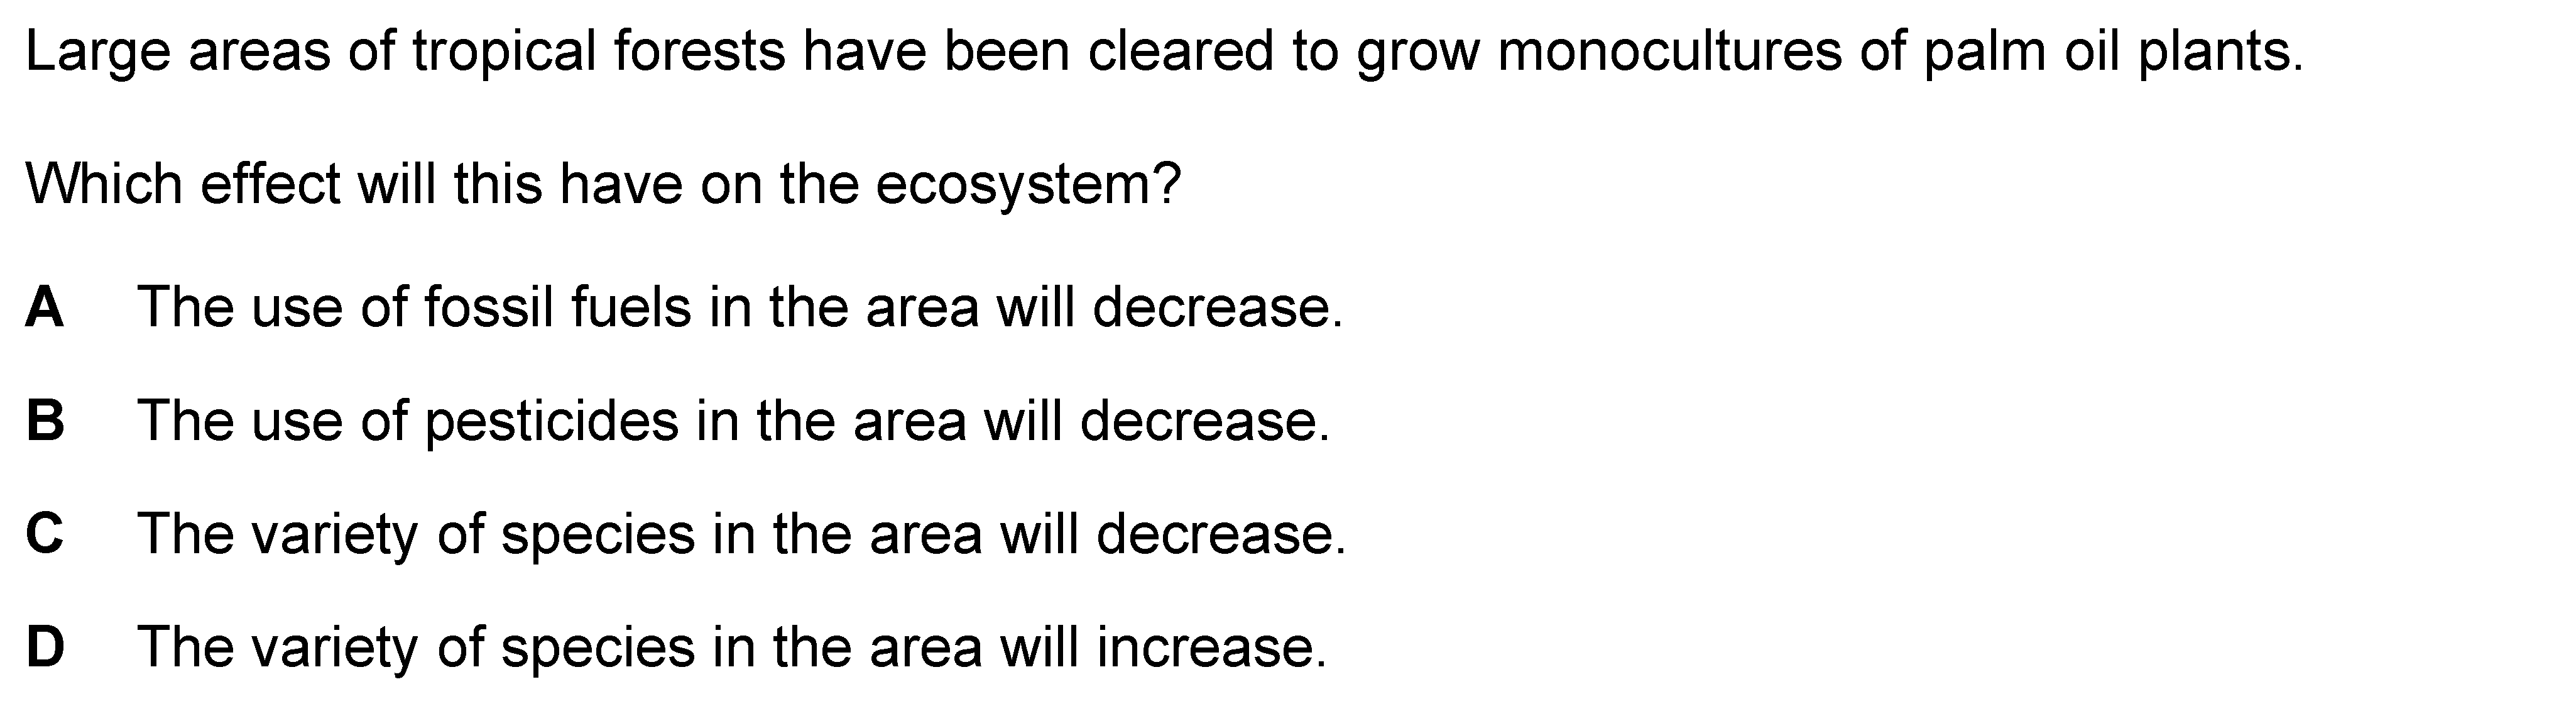 Large areas of tropical forests have been cleared to grow monocultures of palm oil plants.
Which effect will this have on the ecosystem?
A The use of fossil fuels in the area will decrease.
B The use of pesticides in the area will decrease.
C The variety of species in the area will decrease.
D The variety of species in the area will increase.